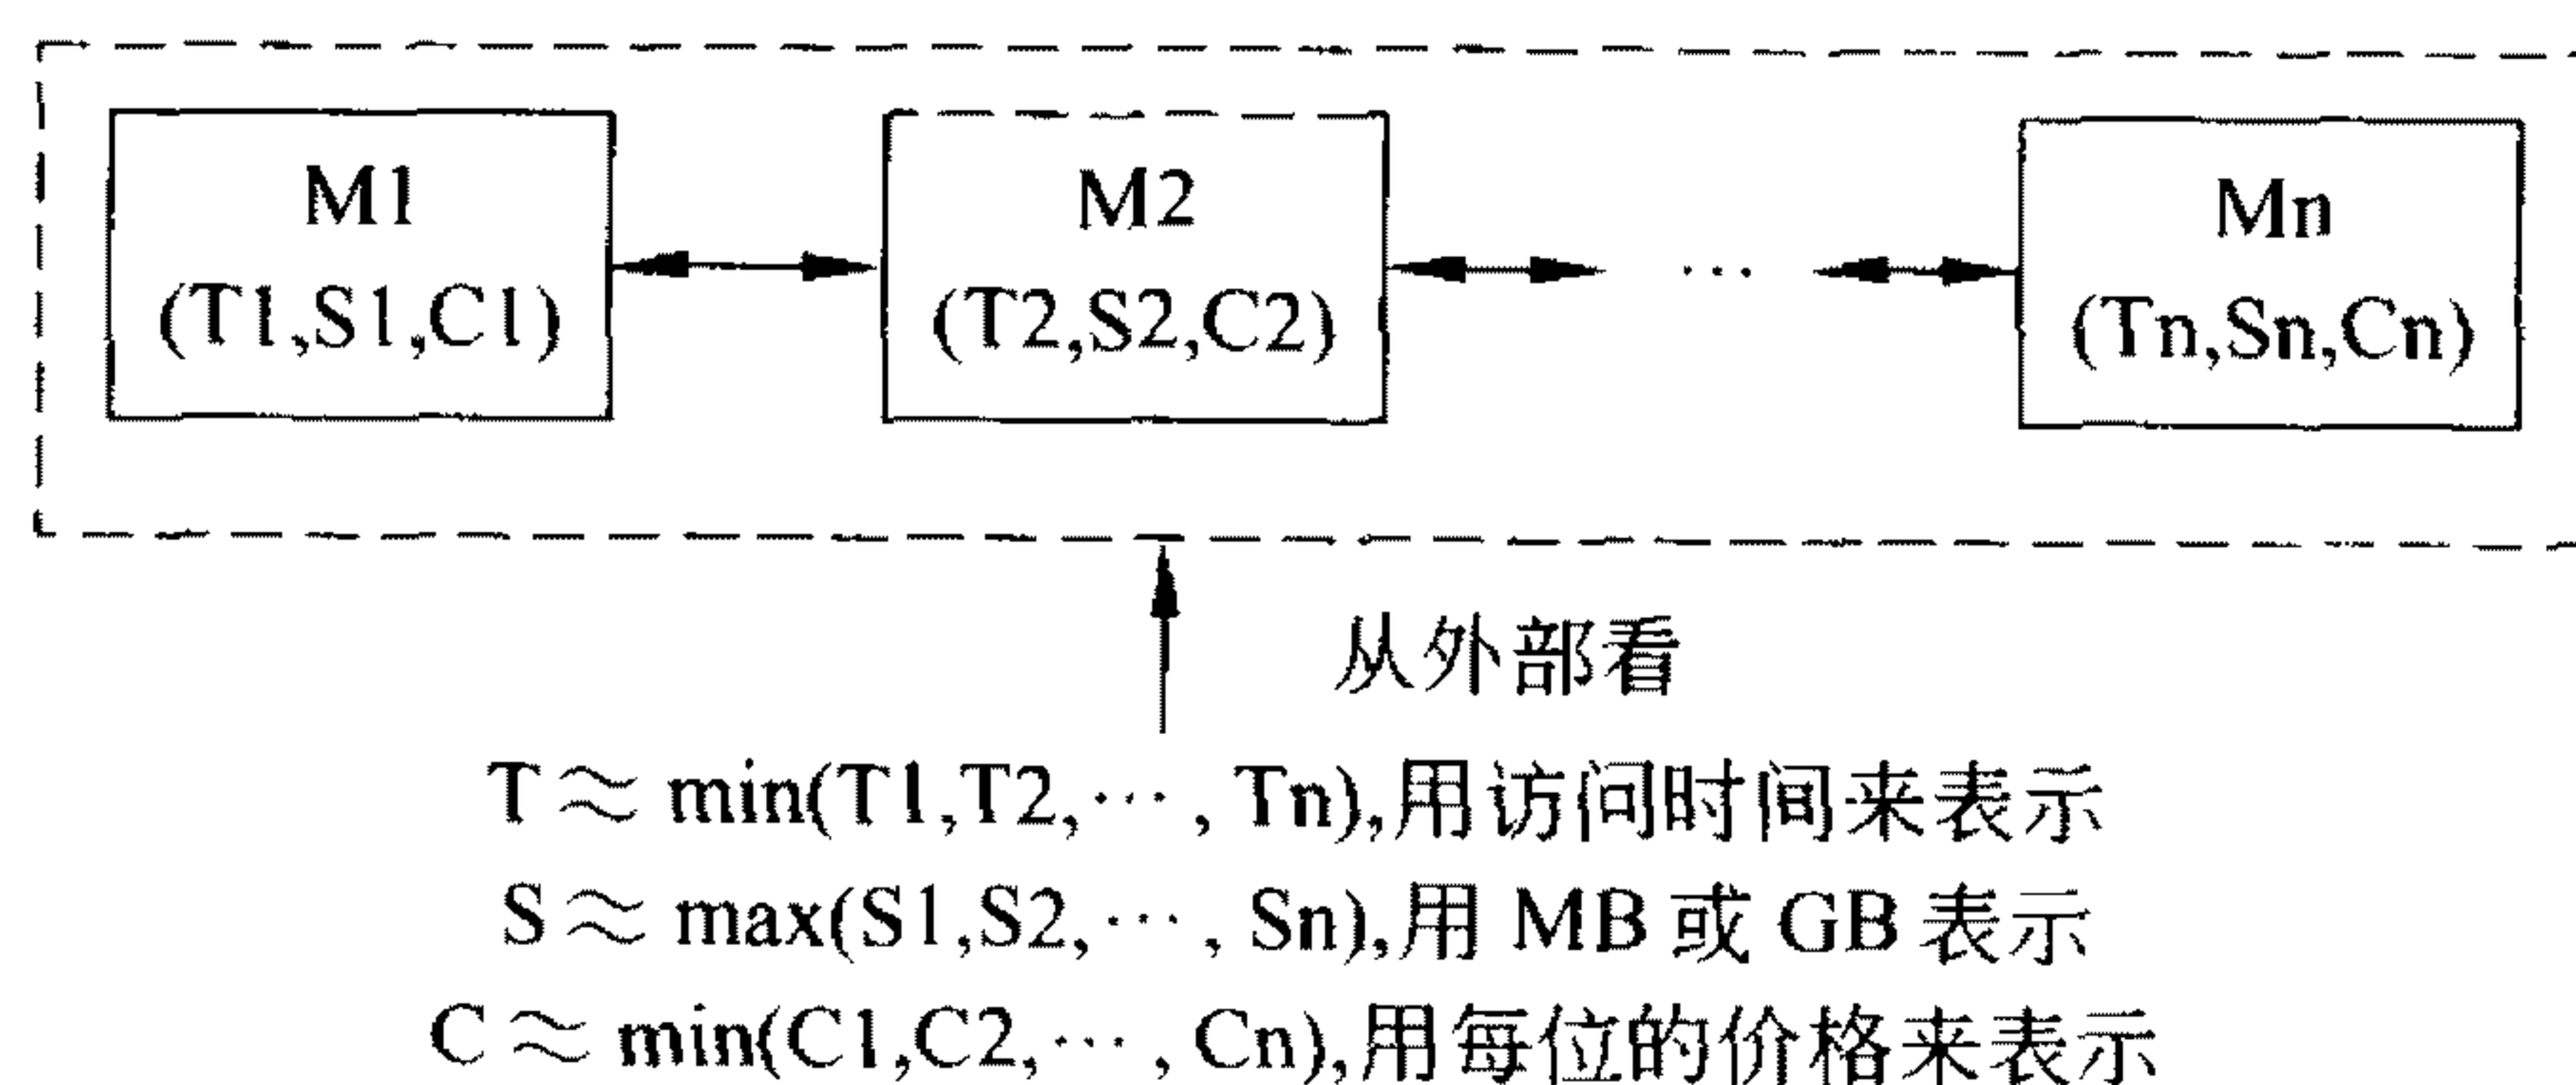 M1 M2 Mn
(T1,S1,C1) (T2,S2,C2) ··· (Tn,Sn,Cn)
从外部看
T≈min(T1,T2,···, Tn),用访问时间来表示
S≈max(S1,S2,···, Sn),用 MB 或 GB 表示
C≈min(C1,C2,···, Cn),用每位的价格来表示